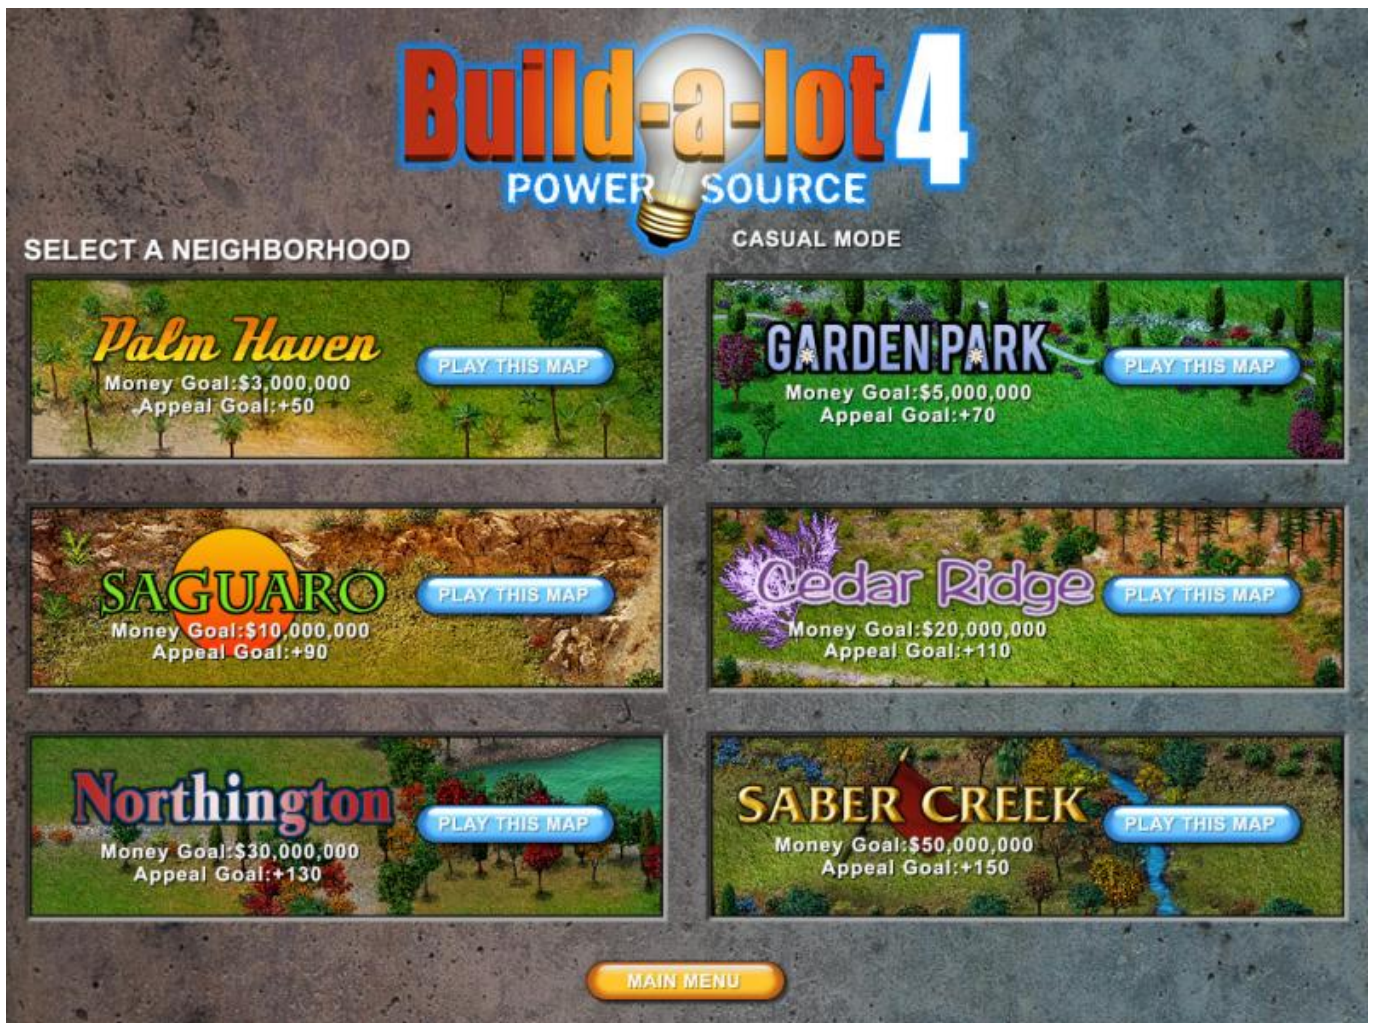 Build-a-lot 4
POWER SOURCE
SELECT A NEIGHBORHOOD
CASUAL MODE
Palm Haven
Money Goal:$3,000,000
Appeal Goal:+50
PLAY THIS MAP
GARDEN PARK
Money Goal:$5,000,000
Appeal Goal:+70
PLAY THIS MAP
SAGUARO
Money Goal:$10,000,000
Appeal Goal:+90
PLAY THIS MAP
Cedar Ridge
Money Goal:$20,000,000
Appeal Goal:+110
PLAY THIS MAP
Northington
Money Goal:$30,000,000
Appeal Goal:+130
PLAY THIS MAP
SABER CREEK
Money Goal:$50,000,000
Appeal Goal:+150
PLAY THIS MAP
MAIN MENU